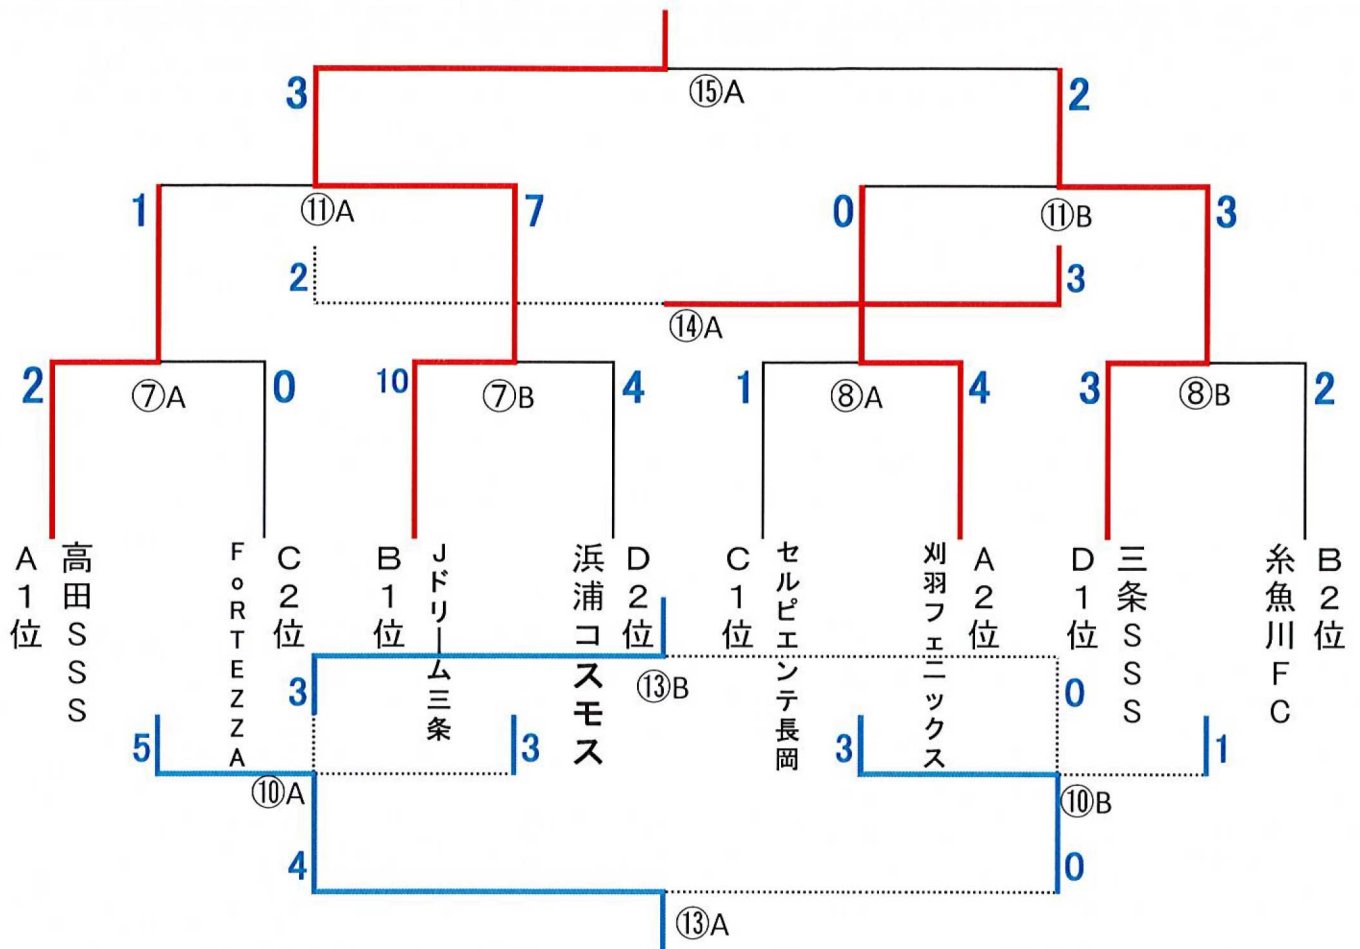 3
⑮A
2
1
⑪A
7
0
⑪B
3
2
3
⑭A
2
⑦A
0
10
⑦B
4
1
⑧A
4
3
⑧B
2
A1位
高田SSS
FoRTEZZA
C2位
B1位
Jドリーム三条
浜浦コスモス
D2位
C1位
セルピエンテ長岡
刈羽フェニックス
A2位
D1位
三条SSS
糸魚川FC
B2位
3
⑬B
0
5
⑩A
3
3
⑩B
1
4
⑬A
0